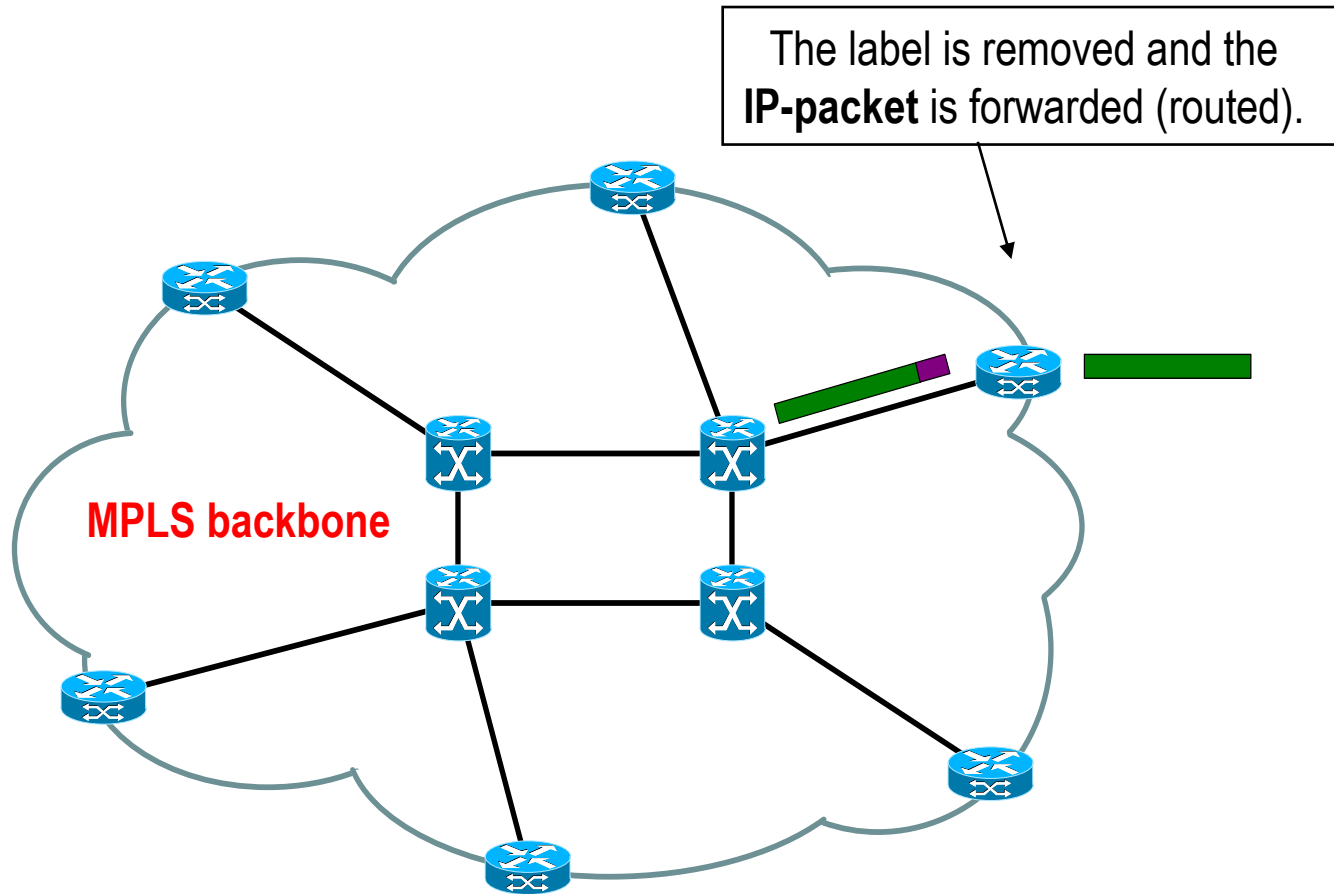 The label is removed and the
IP-packet is forwarded (routed).
MPLS backbone